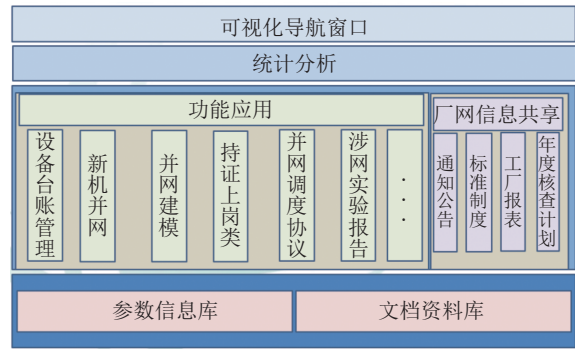 可视化导航窗口
统计分析
功能应用
设备台账管理
新机并网
并网建模
持证上岗类
并网调度协议
涉网实验报告
...
厂网信息共享
通知公告
标准制度
工厂报表
年度核查计划
参数信息库
文档资料库